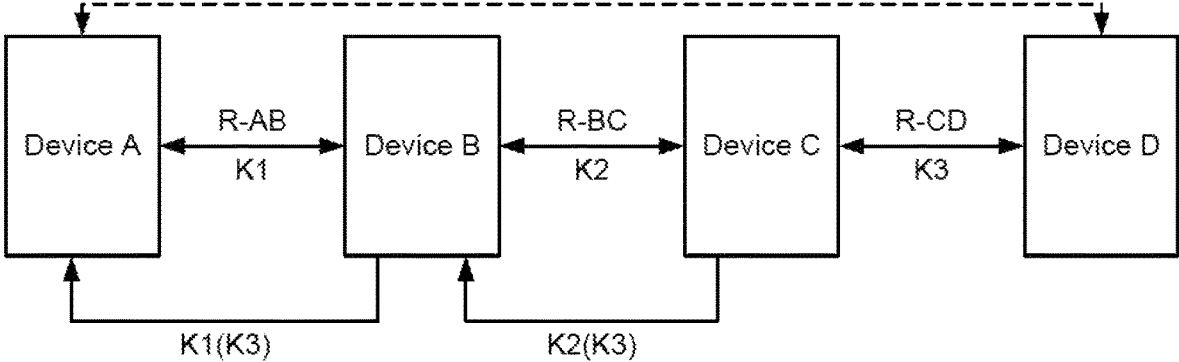 Device A
R-AB
K1
Device B
R-BC
K2
Device C
R-CD
K3
Device D
K1(K3)
K2(K3)